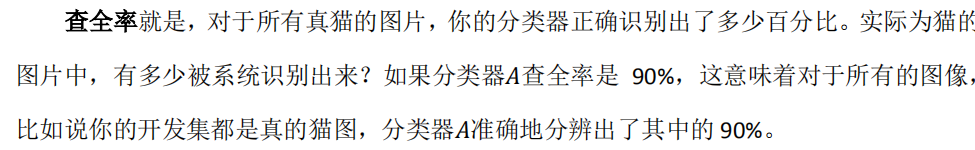 查全率就是，对于所有真猫的图片，你的分类器正确识别出了多少百分比。实际为猫的
图片中，有多少被系统识别出来？如果分类器A查全率是 90%，这意味着对于所有的图像，
比如说你的开发集都是真的猫图，分类器A准确地分辨出了其中的 90%。